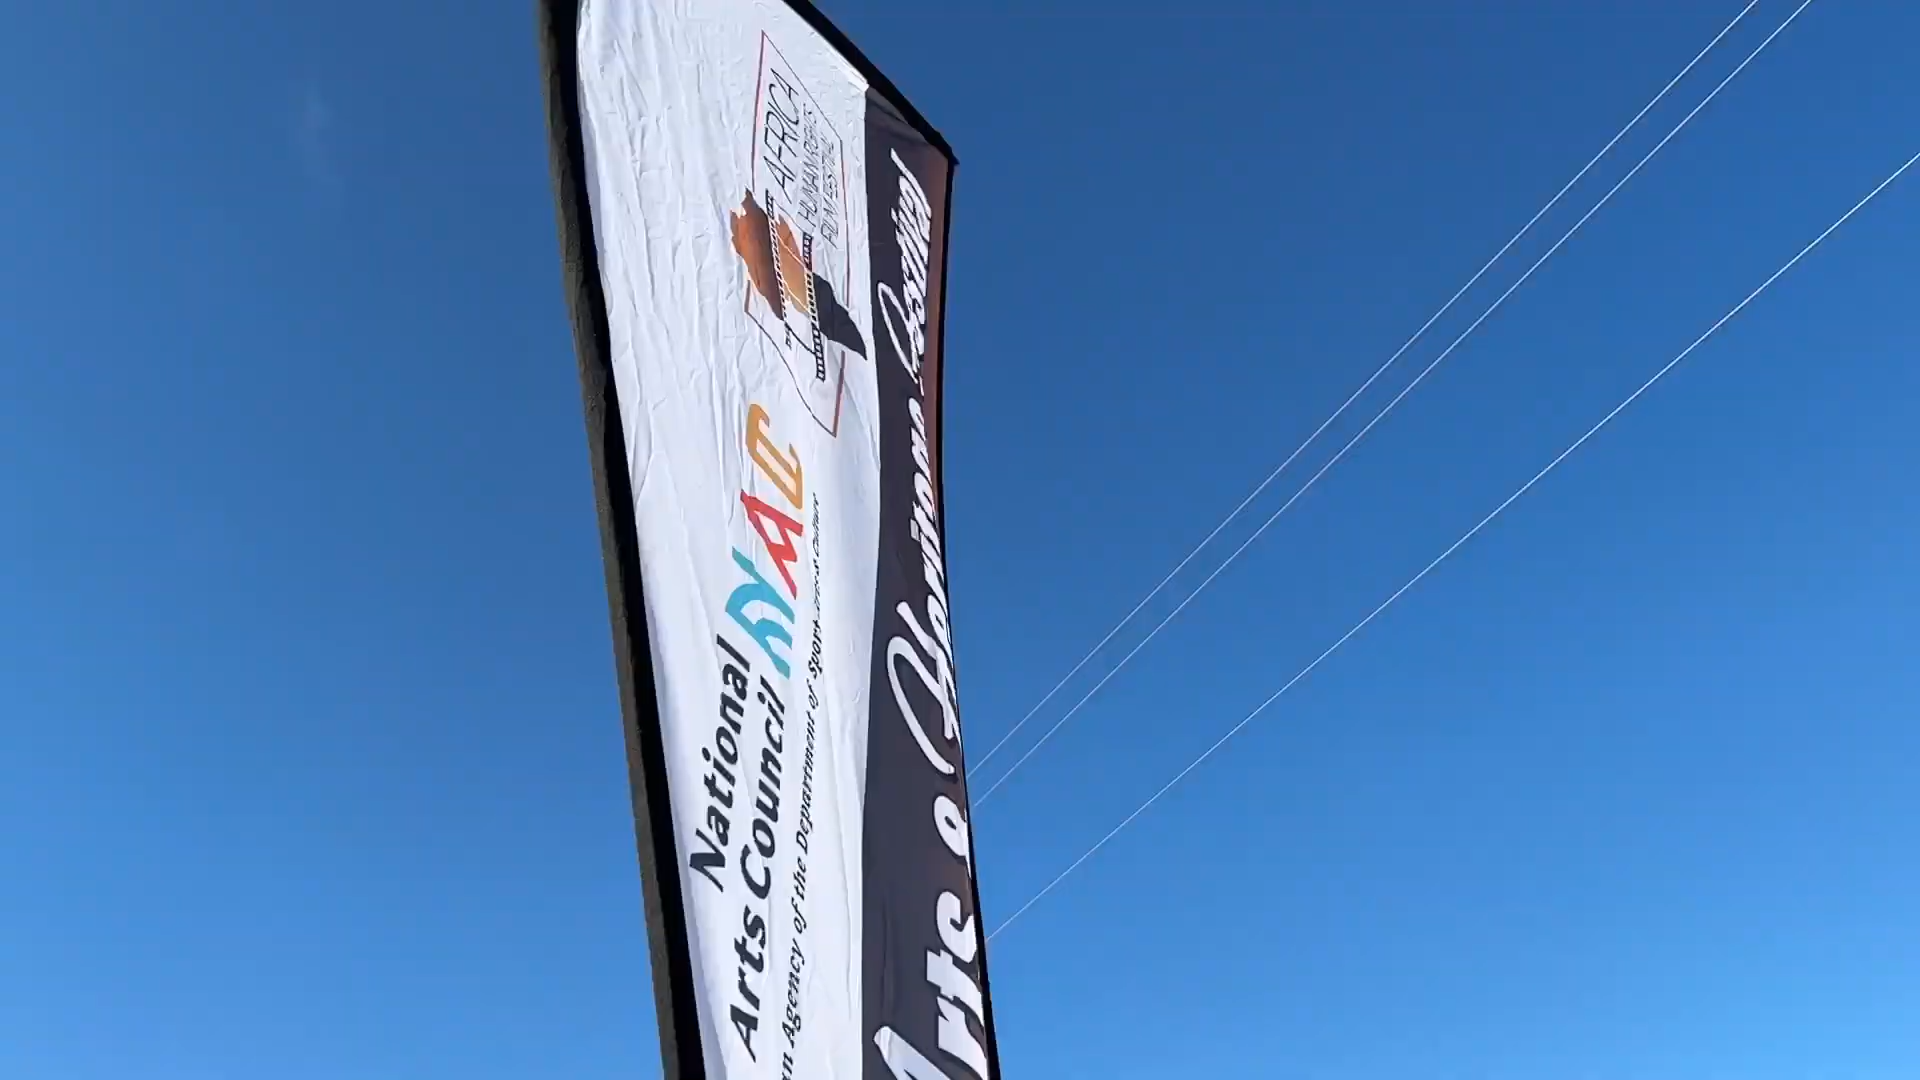 AFRICA
HUMAN RIGHTS
FILM FESTIVAL
NAC
National
Arts Council
an Agency of the Department of Sport, Arts & Culture
Arts & Horizon Festival